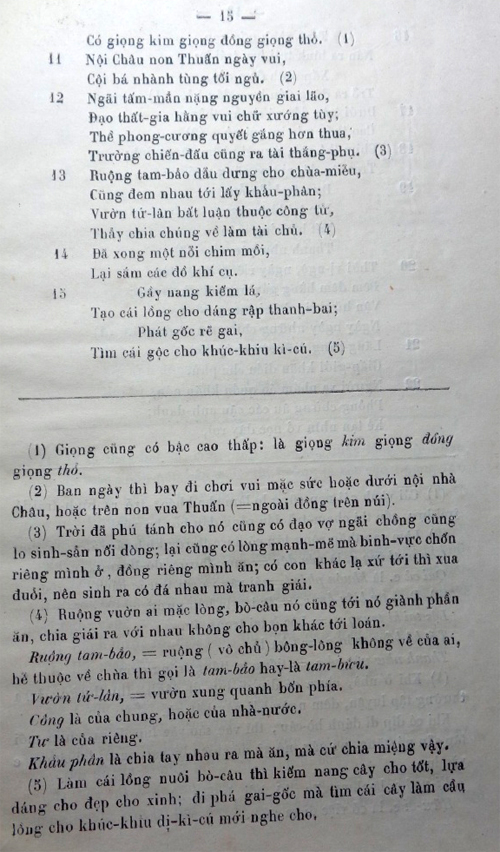 — 15 —
Có giọng kim giọng đồng giọng thổ. (1)
11 Nội Châu non Thuấn ngày vui,
Cội bá nhành tùng tối ngủ. (2)
12 Ngãi tấm-mẳn nặng nguyền giai lão,
Đạo thất-gia hằng vui chữ xướng tùy;
Thề phong-cương quyết gắng hơn thua,
Trường chiến-đấu cũng ra tài thắng-phụ. (3)
13 Ruộng tam-bảo dầu dưng cho chùa-miễu,
Cũng đem nhau tới lấy khẩu-phàn;
Vườn tứ-lân bất luận thuộc công tư,
Thấy chia chúng về làm tài chủ. (4)
14 Đã xong một nỗi chim mồi,
Lại sắm các đồ khí cụ.
15 Gẩy nang kiếm lá,
Tạo cái lồng cho dáng rập thanh-bai;
Phát gốc rẽ gai,
Tìm cái gộc cho khúc-khiu kì-cú. (5)
(1) Giọng cũng có bậc cao thấp: là giọng kim giọng đồng
giọng thổ.
(2) Ban ngày thì bay đi chơi vui mặc sức hoặc dưới nội nhà
Châu, hoặc trên non vua Thuấn (=ngoài đồng trên núi).
(3) Trời đã phú tánh cho nó cũng có đạo vợ ngãi chồng cũng
lo sinh-sản nối dòng; lại cũng có lòng mạnh-mẽ mà binh-vực chốn
riêng mình ở, đồng riêng mình ăn; có con khác lạ xứ tới thì xua
đuổi, nên sinh ra có đá nhau mà tranh giải.
(4) Ruộng vườn ai mặc lòng, bò-câu nó cũng tới nó giành phần
ăn, chia giải ra với nhau không cho bọn khác tới loán.
Ruộng tam-bảo, = ruộng (vô chủ) bông-lông không về của ai,
hễ thuộc về chùa thì gọi là tam-bảo hay-là tam-bửu.
Vườn tứ-lân, = vườn xung quanh bốn phía.
Công là của chung, hoặc của nhà-nước.
Tư là của riêng.
Khẩu phần là chia tay nhau ra mà ăn, mà cứ chia miệng vậy.
(5) Làm cái lồng nuôi bò-câu thì kiếm nang cây cho tốt, lựa
dáng cho đẹp cho xinh; đi phá gai-gốc mà tìm cái cây làm cầu
lồng cho khúc-khiu dị-kì-cú mới nghe cho.